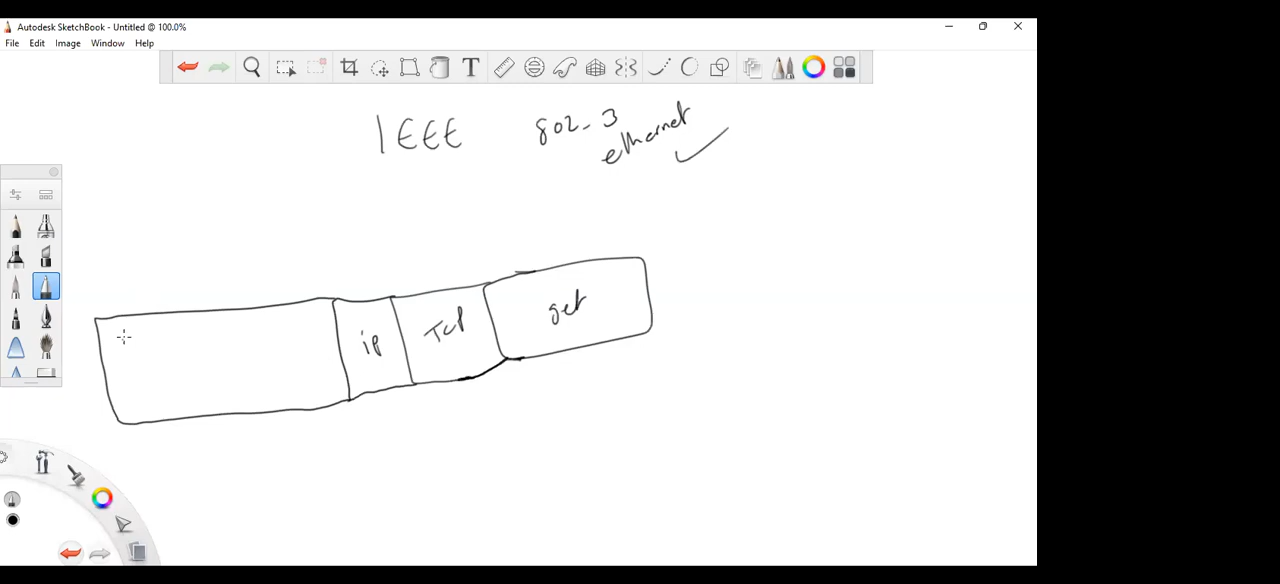 Autodesk SketchBook - Untitled @ 100.0%
File Edit Image Window Help
T
IEEE 802-3
ethernet
ip TCP get